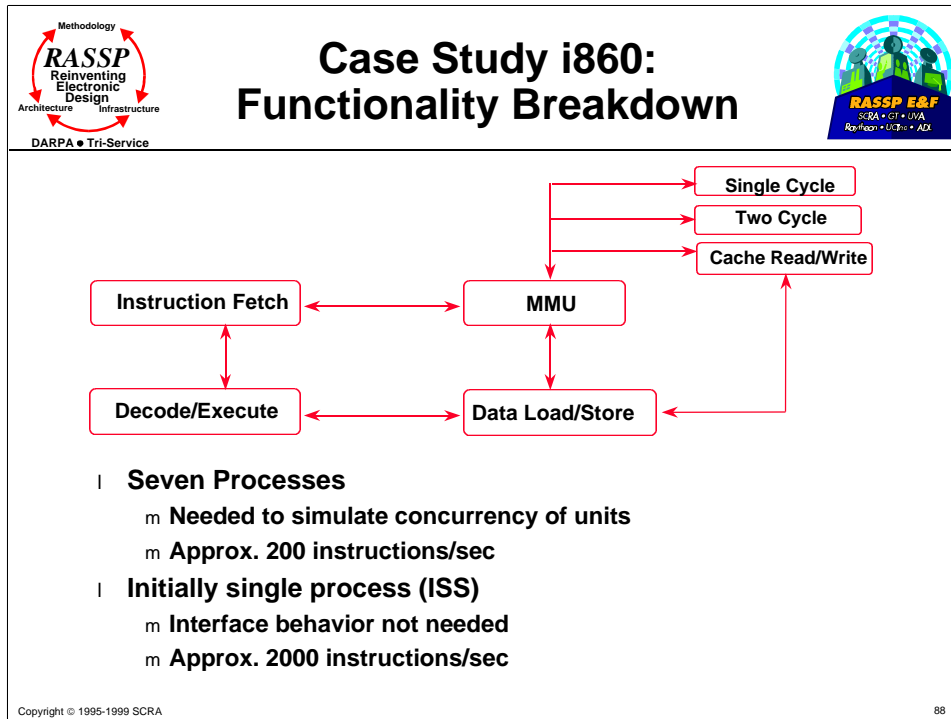 Methodology
RASSP
Reinventing
Electronic
Design
Architecture
Infrastructure
DARPA ● Tri-Service
Case Study i860:
Functionality Breakdown
RASSP E&F
SCRA • GT • UVA
Raytheon • UCinc • ADL
Single Cycle
Two Cycle
Cache Read/Write
Instruction Fetch
MMU
Decode/Execute
Data Load/Store
l Seven Processes
m Needed to simulate concurrency of units
m Approx. 200 instructions/sec
l Initially single process (ISS)
m Interface behavior not needed
m Approx. 2000 instructions/sec
Copyright © 1995-1999 SCRA
88